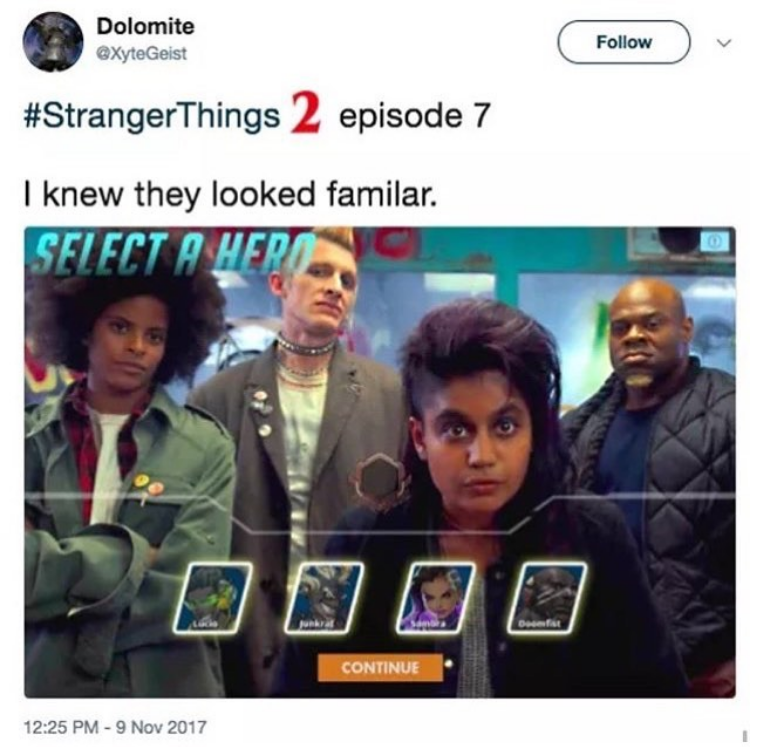 Dolomite
@XyteGeist
Follow
#StrangerThings 2 episode 7
I knew they looked familar.
SELECT A HERO
Lúcio
Junkrat
Sombra
Doomfist
CONTINUE
12:25 PM - 9 Nov 2017